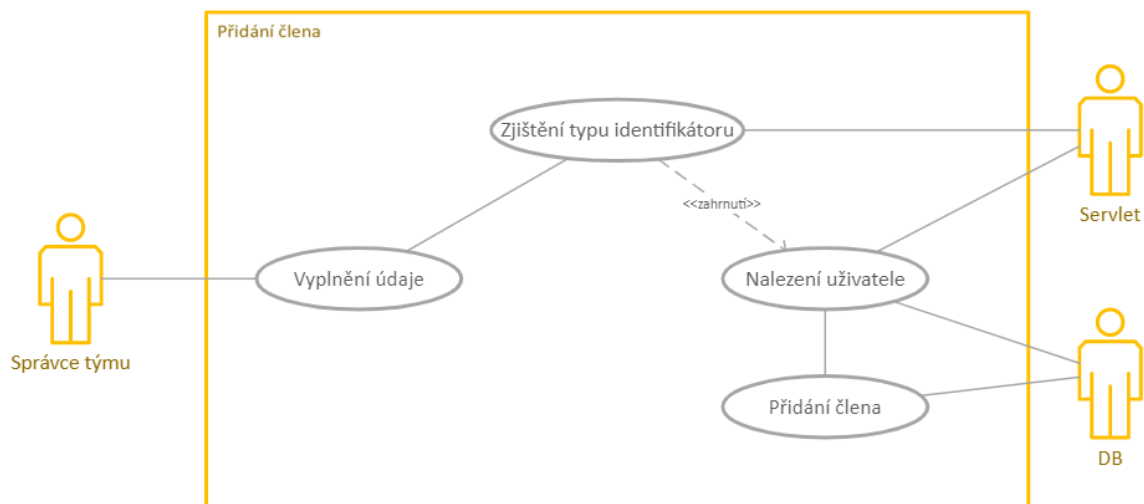 Přidání člena
Zjištění typu identifikátoru
<<zahrnutí>>
Servlet
Vyplnění údaje
Nalezení uživatele
Správce týmu
Přidání člena
DB